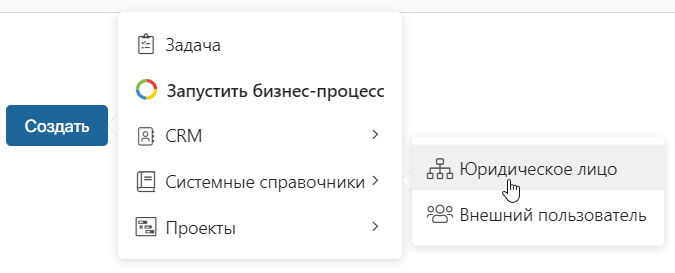 Создать
Задача
Запустить бизнес-процесс
CRM
Системные справочники
Проекты
Юридическое лицо
Внешний пользователь